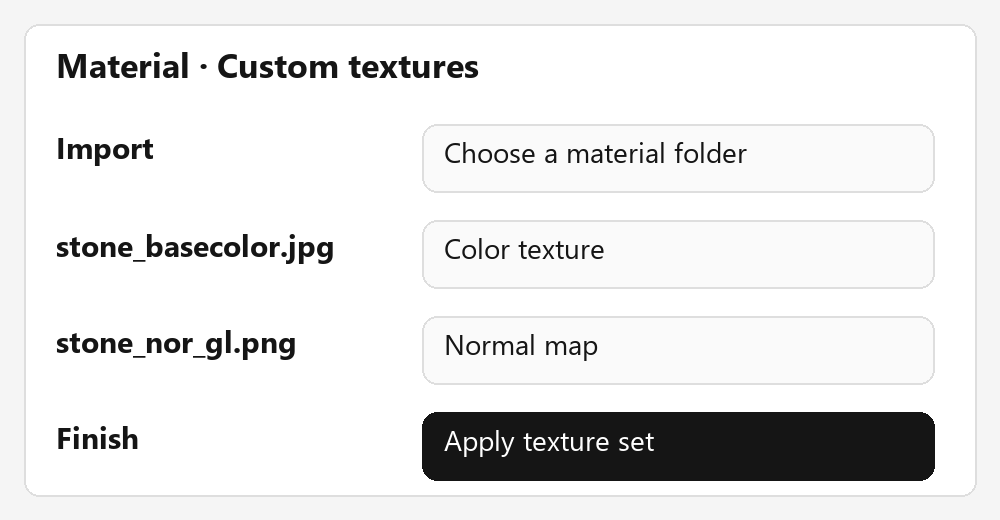 Material · Custom textures
Import
Choose a material folder
stone_basecolor.jpg
Color texture
stone_nor_gl.png
Normal map
Finish
Apply texture set